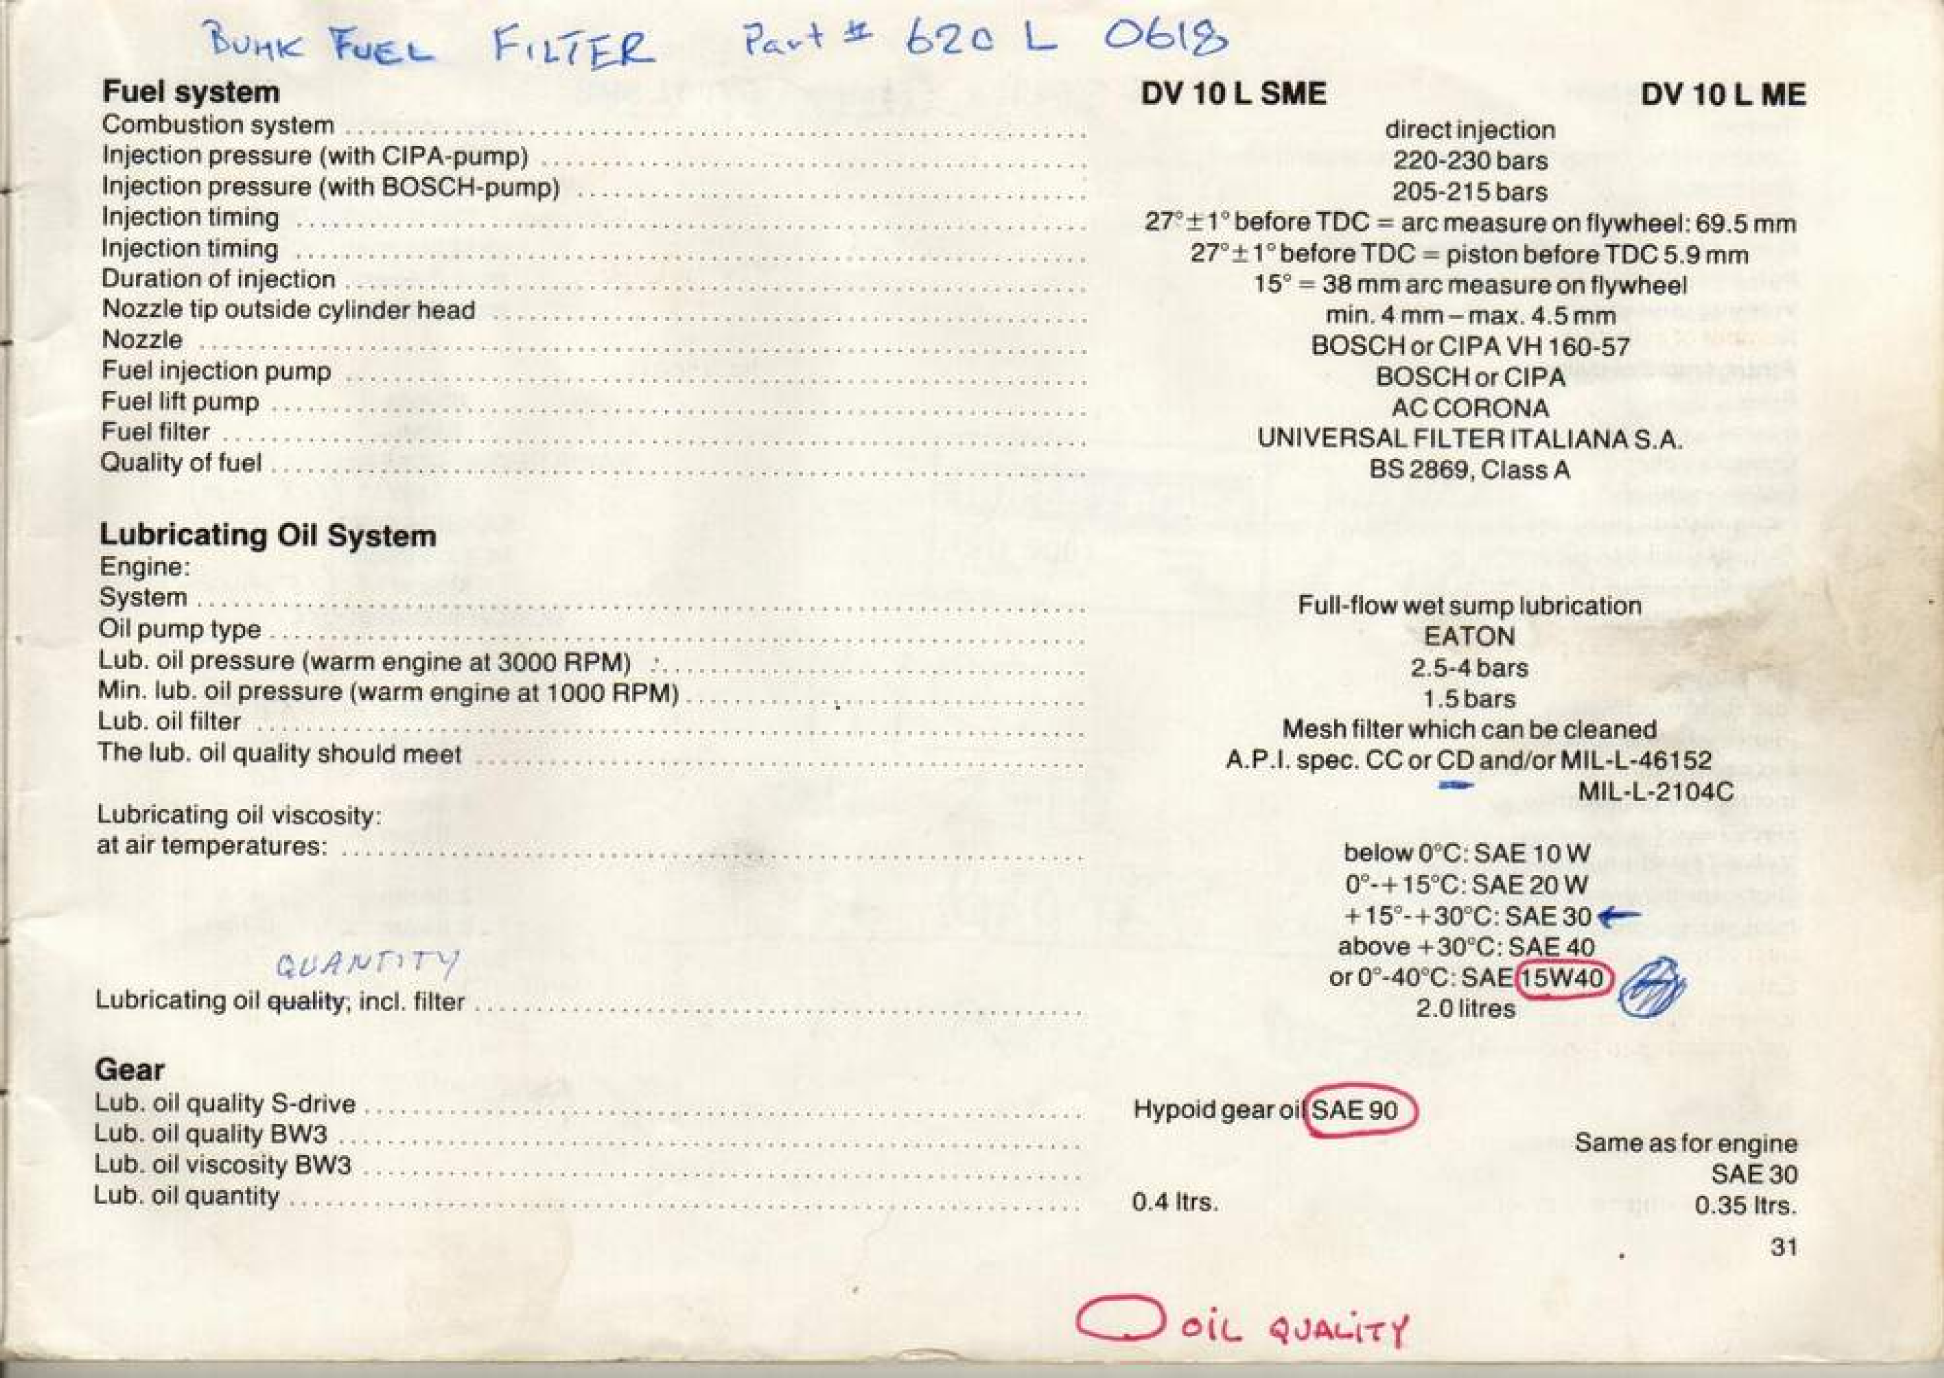 BUHK FUEL FILTER Part # 620 L 0618
Fuel system DV 10 L SME DV 10 L ME
Combustion system direct injection
Injection pressure (with CIPA-pump) 220-230 bars
Injection pressure (with BOSCH-pump) 205-215 bars
Injection timing 27°±1° before TDC = arc measure on flywheel: 69.5 mm
Injection timing 27°±1° before TDC = piston before TDC 5.9 mm
Duration of injection 15° = 38 mm arc measure on flywheel
Nozzle tip outside cylinder head min. 4 mm – max. 4.5 mm
Nozzle BOSCH or CIPA VH 160-57
Fuel injection pump BOSCH or CIPA
Fuel lift pump AC CORONA
Fuel filter UNIVERSAL FILTER ITALIANA S.A.
Quality of fuel BS 2869, Class A
Lubricating Oil System
Engine:
System Full-flow wet sump lubrication
Oil pump type EATON
Lub. oil pressure (warm engine at 3000 RPM) 2.5-4 bars
Min. lub. oil pressure (warm engine at 1000 RPM) 1.5 bars
Lub. oil filter Mesh filter which can be cleaned
The lub. oil quality should meet A.P.I. spec. CC or CD and/or MIL-L-46152
MIL-L-2104C
Lubricating oil viscosity:
at air temperatures: below 0°C: SAE 10 W
0°-+15°C: SAE 20 W
+15°-+30°C: SAE 30
above +30°C: SAE 40
QUANTITY
or 0°-40°C: SAE 15W40
Lubricating oil quality, incl. filter 2.0 litres
Gear
Lub. oil quality S-drive Hypoid gear oil SAE 90
Lub. oil quality BW3 Same as for engine
Lub. oil viscosity BW3 SAE 30
Lub. oil quantity 0.4 ltrs. 0.35 ltrs.
31
OIL QUALITY